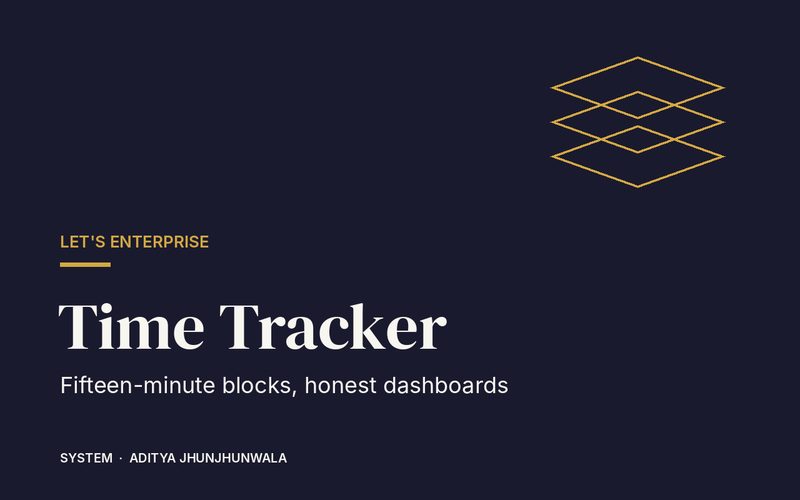 LET'S ENTERPRISE
Time Tracker
Fifteen-minute blocks, honest dashboards
SYSTEM · ADITYA JHUNJHUNWALA